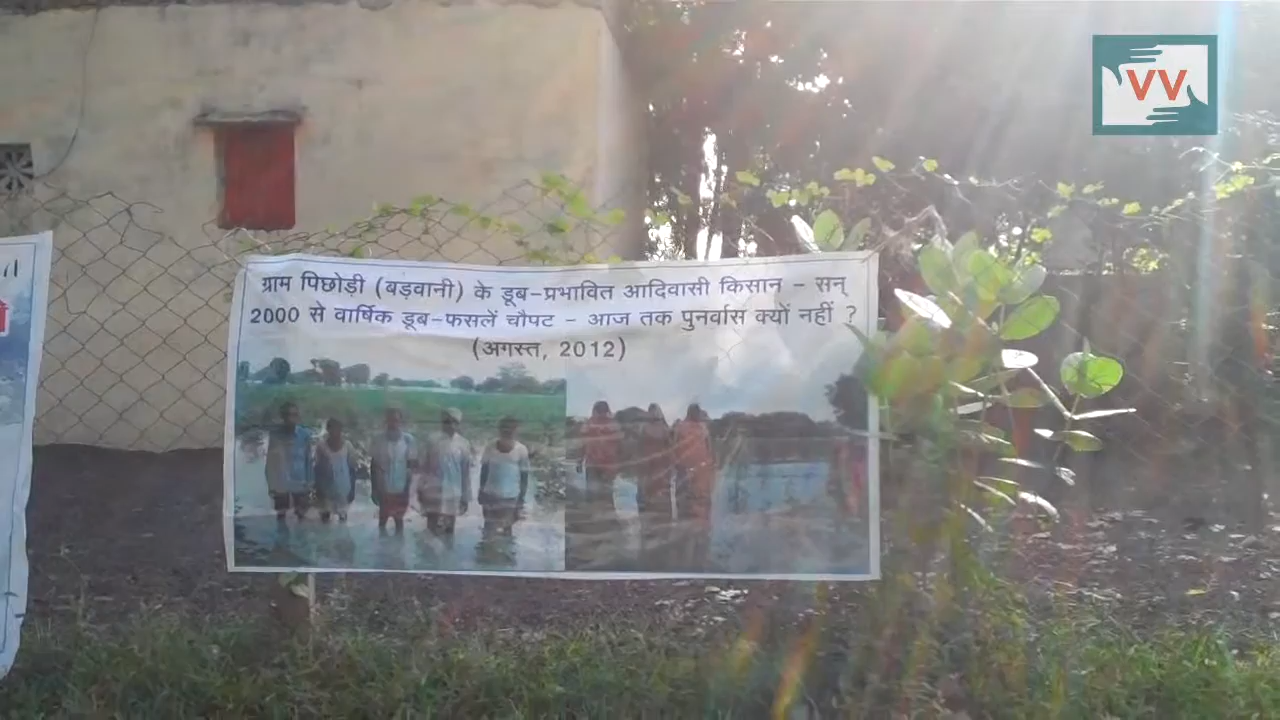 VV
ग्राम पिछोड़ी (बड़वानी) के डूब-प्रभावित आदिवासी किसान - सन्
2000 से वार्षिक डूब-फसलें चौपट - आज तक पुनर्वास क्यों नहीं ?
(अगस्त, 2012)